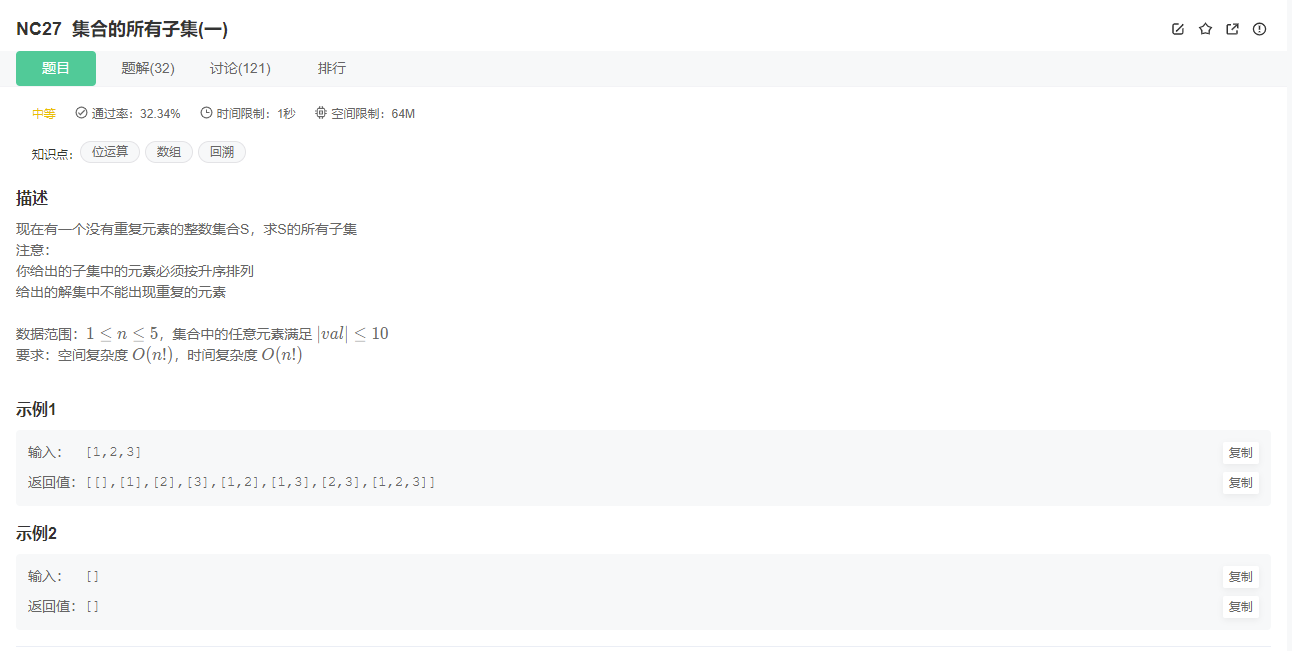 NC27 集合的所有子集(一)
题目 题解(32) 讨论(121) 排行
中等 通过率：32.34% 时间限制：1秒 空间限制：64M
知识点： 位运算 数组 回溯
描述
现在有一个没有重复元素的整数集合S，求S的所有子集
注意：
你给出的子集中的元素必须按升序排列
给出的解集中不能出现重复的元素
数据范围：1 ≤ n ≤ 5，集合中的任意元素满足 |val| ≤ 10
要求：空间复杂度 O(n!)，时间复杂度 O(n!)
示例1
输入： [1,2,3] 复制
返回值： [[],[1],[2],[3],[1,2],[1,3],[2,3],[1,2,3]] 复制
示例2
输入： [] 复制
返回值： [] 复制